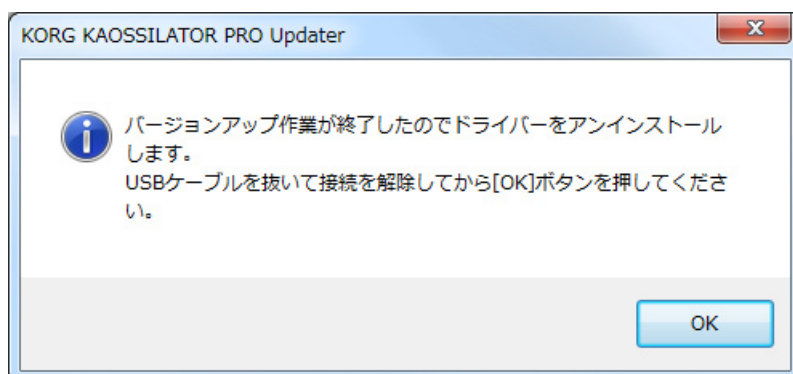 KORG KAOSSILATOR PRO Updater
バージョンアップ作業が終了したのでドライバーをアンインストール
します。
USBケーブルを抜いて接続を解除してから[OK]ボタンを押してくださ
い。
OK